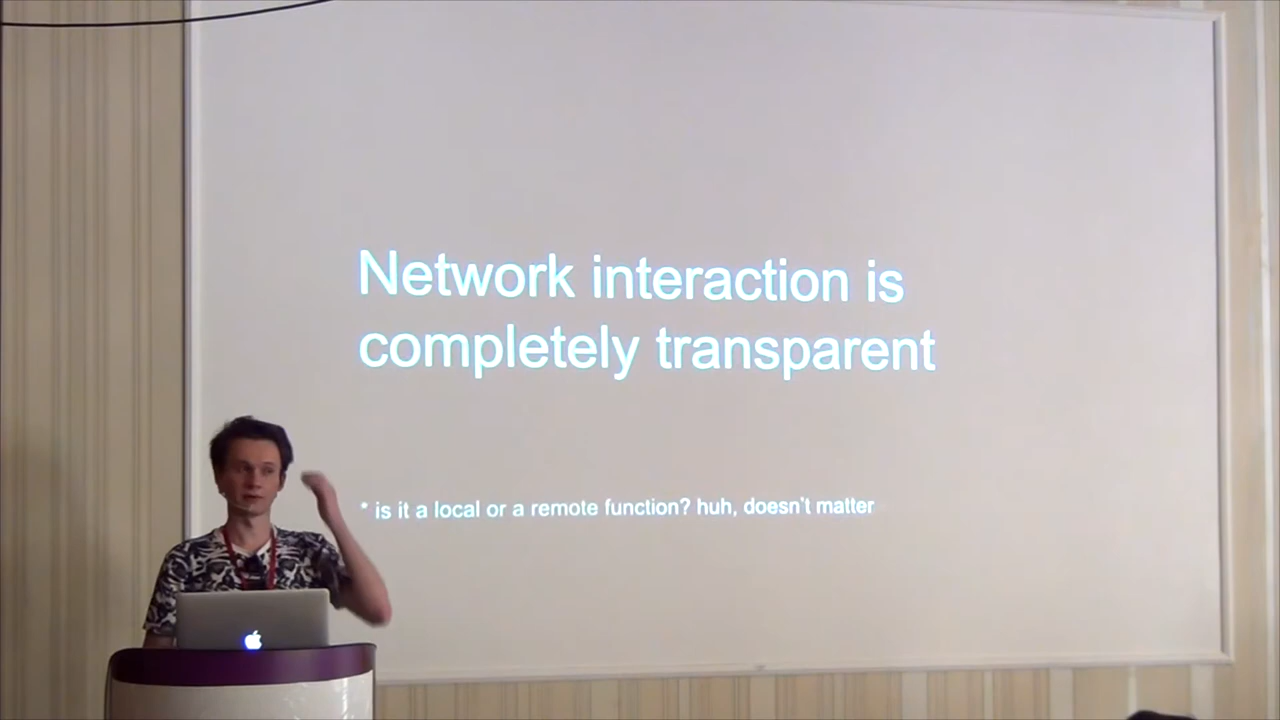 Network interaction is
completely transparent
* is it a local or a remote function? huh, doesn't matter